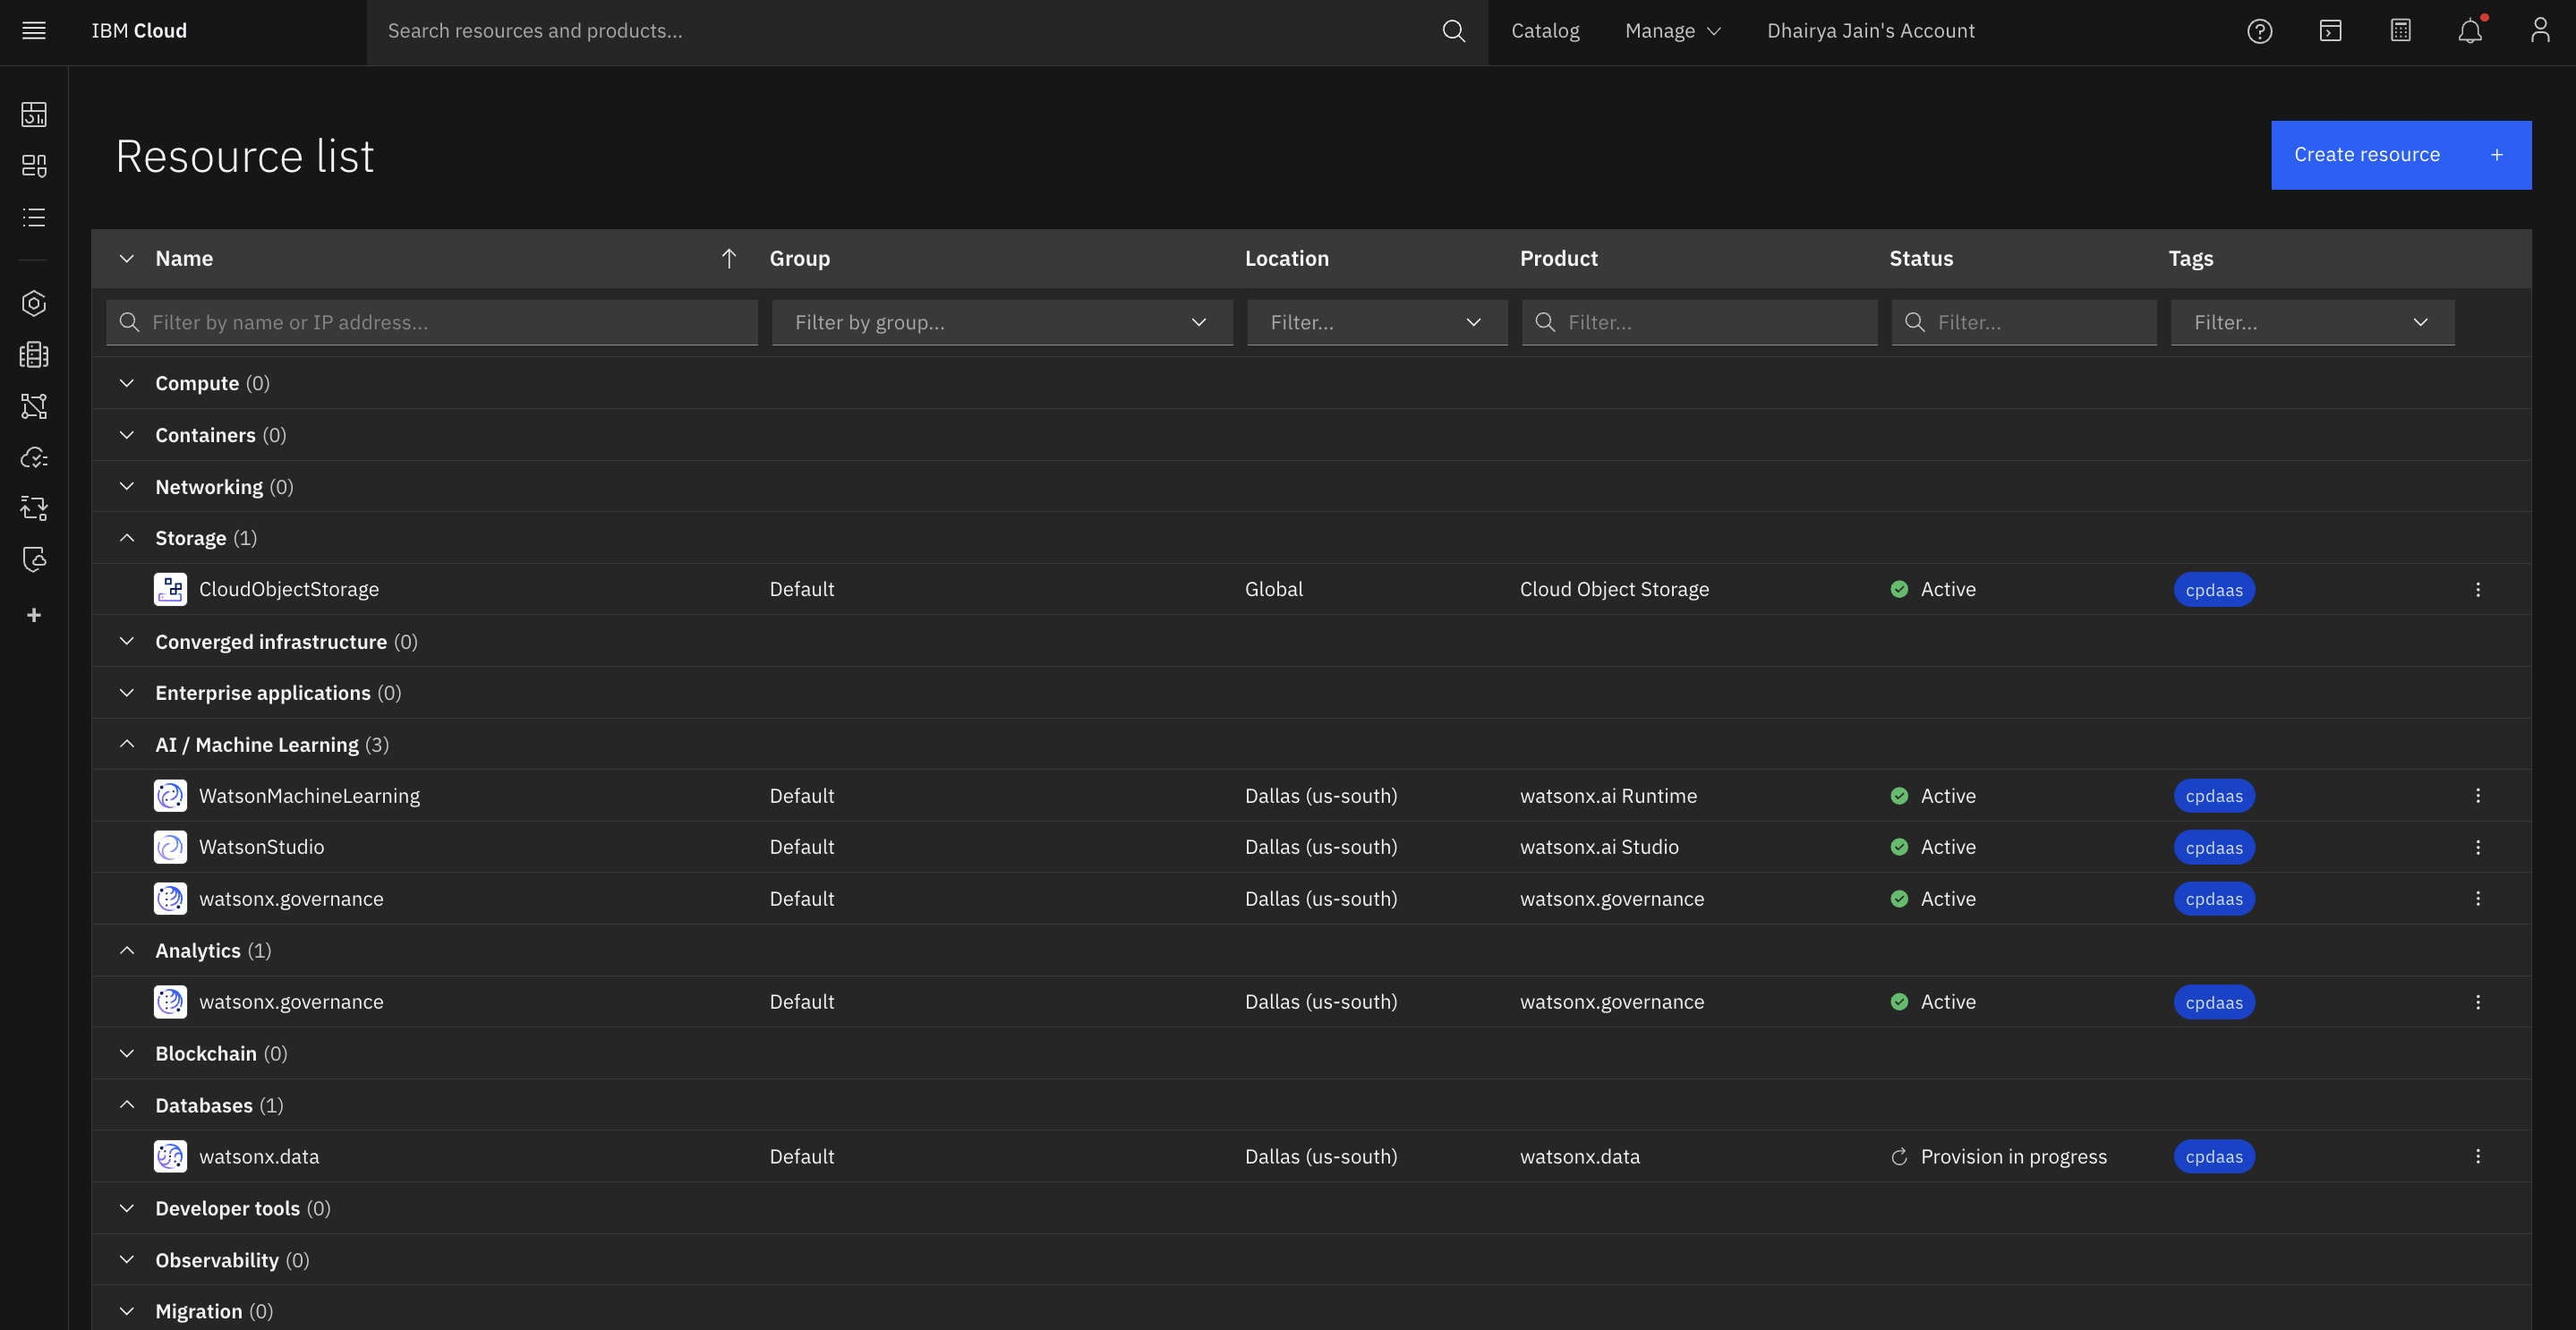 IBM Cloud
Search resources and products...
Catalog
Manage
Dhairya Jain's Account
Resource list
Create resource +
Name Group Location Product Status Tags
Filter by name or IP address... Filter by group... Filter... Filter... Filter... Filter...
Compute (0)
Containers (0)
Networking (0)
Storage (1)
CloudObjectStorage Default Global Cloud Object Storage Active cpdaas
Converged infrastructure (0)
Enterprise applications (0)
AI / Machine Learning (3)
WatsonMachineLearning Default Dallas (us-south) watsonx.ai Runtime Active cpdaas
WatsonStudio Default Dallas (us-south) watsonx.ai Studio Active cpdaas
watsonx.governance Default Dallas (us-south) watsonx.governance Active cpdaas
Analytics (1)
watsonx.governance Default Dallas (us-south) watsonx.governance Active cpdaas
Blockchain (0)
Databases (1)
watsonx.data Default Dallas (us-south) watsonx.data Provision in progress cpdaas
Developer tools (0)
Observability (0)
Migration (0)